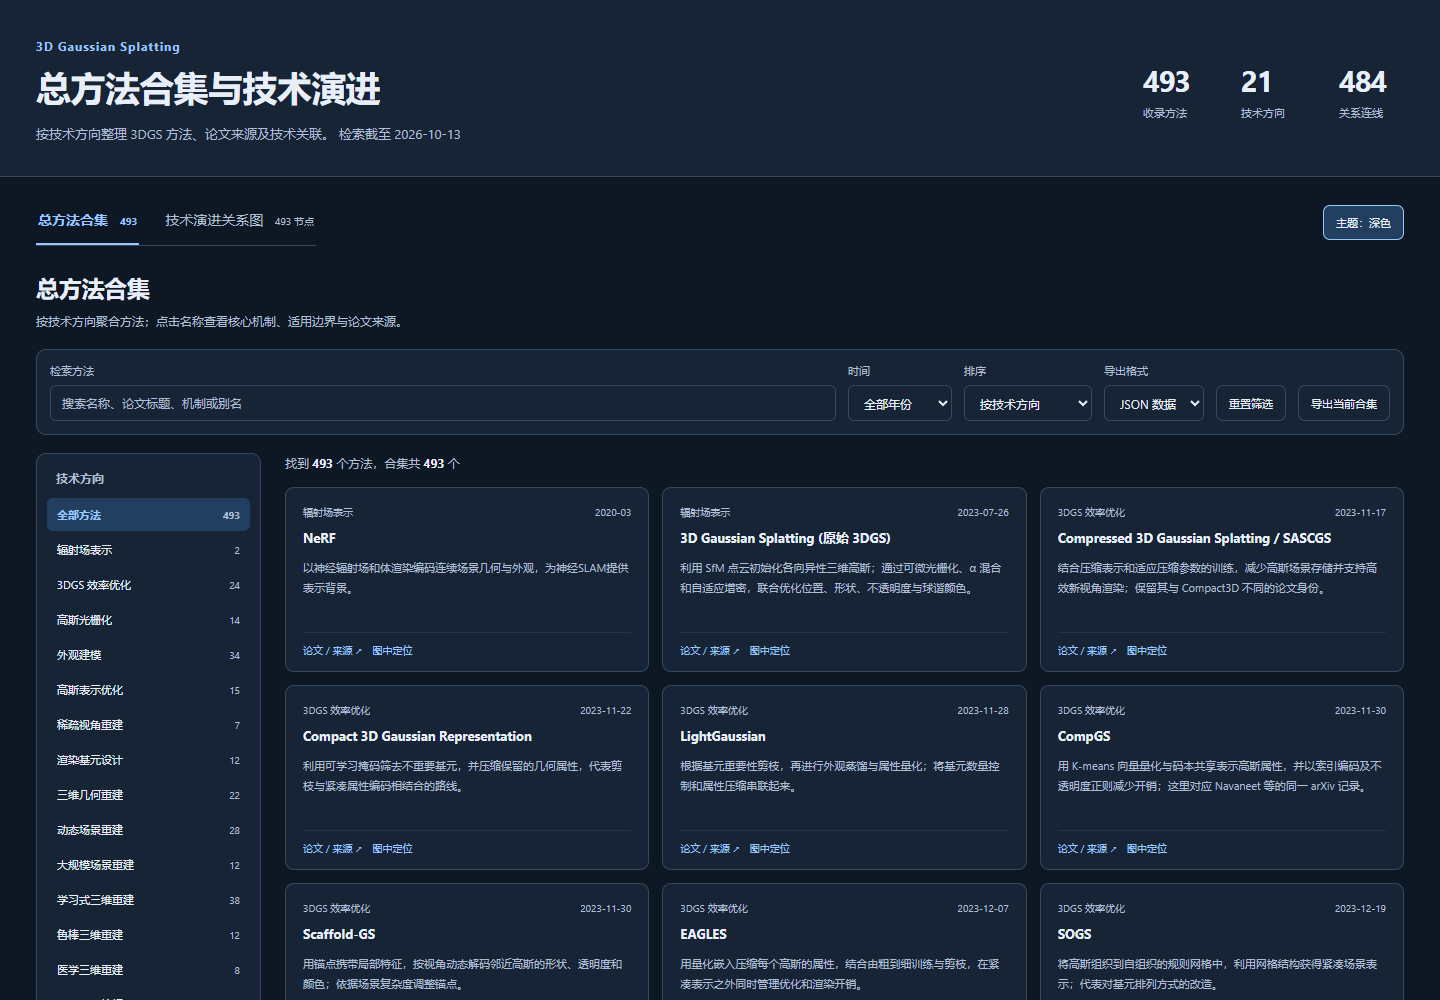 3D Gaussian Splatting
总方法合集与技术演进
按技术方向整理 3DGS 方法、论文来源及技术关联。 检索截至 2026-10-13
493
收录方法
21
技术方向
484
关系连线
总方法合集 493
技术演进关系图 493 节点
主题：深色
总方法合集
按技术方向聚合方法；点击名称查看核心机制、适用边界与论文来源。
检索方法
搜索名称、论文标题、机制或别名
时间
全部年份
排序
按技术方向
导出格式
JSON 数据
重置筛选
导出当前合集
技术方向
全部方法 493
辐射场表示 2
3DGS 效率优化 24
高斯光栅化 14
外观建模 34
高斯表示优化 15
稀疏视角重建 7
渲染基元设计 12
三维几何重建 22
动态场景重建 28
大规模场景重建 12
学习式三维重建 38
鲁棒三维重建 12
医学三维重建 8
找到 493 个方法，合集共 493 个
辐射场表示 2020-03
NeRF
以神经辐射场和体渲染编码连续场景几何与外观，为神经SLAM提供
表示背景。
论文 / 来源 ↗ 图中定位
辐射场表示 2023-07-26
3D Gaussian Splatting (原始 3DGS)
利用 SfM 点云初始化各向异性三维高斯；通过可微光栅化、α 混合
和自适应增密，联合优化位置、形状、不透明度与球谐颜色。
论文 / 来源 ↗ 图中定位
3DGS 效率优化 2023-11-17
Compressed 3D Gaussian Splatting / SASCGS
结合压缩表示和适应压缩参数的训练，减少高斯场景存储并支持高
效新视角渲染；保留其与 Compact3D 不同的论文身份。
论文 / 来源 ↗ 图中定位
3DGS 效率优化 2023-11-22
Compact 3D Gaussian Representation
利用可学习掩码筛去不重要基元，并压缩保留的几何属性，代表剪
枝与紧凑属性编码相结合的路线。
论文 / 来源 ↗ 图中定位
3DGS 效率优化 2023-11-28
LightGaussian
根据基元重要性剪枝，再进行外观蒸馏与属性量化；将基元数量控
制和属性压缩串联起来。
论文 / 来源 ↗ 图中定位
3DGS 效率优化 2023-11-30
CompGS
用 K-means 向量量化与码本共享表示高斯属性，并以索引编码及不
透明度正则减少开销；这里对应 Navaneet 等的同一 arXiv 记录。
论文 / 来源 ↗ 图中定位
3DGS 效率优化 2023-11-30
Scaffold-GS
用锚点携带局部特征，按视角动态解码邻近高斯的形状、透明度和
颜色；依据场景复杂度调整锚点。
3DGS 效率优化 2023-12-07
EAGLES
用量化嵌入压缩每个高斯的属性，结合由粗到细训练与剪枝，在紧
凑表示之外同时管理优化和渲染开销。
3DGS 效率优化 2023-12-19
SOGS
将高斯组织到自组织的规则网格中，利用网格结构获得紧凑场景表
示；代表对基元排列方式的改造。